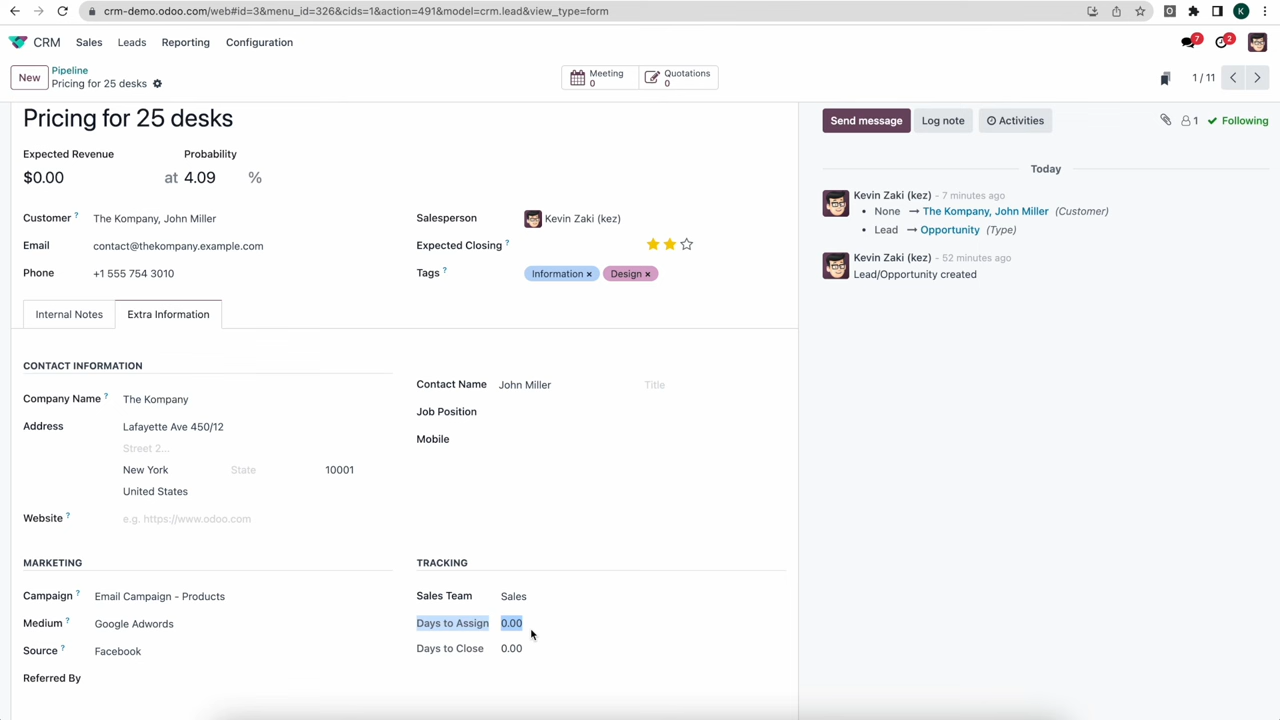 crm-demo.odoo.com/web#id=3&menu_id=326&cids=1&action=491&model=crm.lead&view_type=form
K
CRM Sales Leads Reporting Configuration 7 2
New Pipeline
Pricing for 25 desks
Meeting
0
Quotations
0
1 / 11
Pricing for 25 desks
Expected Revenue Probability
$0.00 at 4.09 %
Customer ? The Kompany, John Miller
Email contact@thekompany.example.com
Phone +1 555 754 3010
Salesperson Kevin Zaki (kez)
Expected Closing ?
Tags ? Information × Design ×
Internal Notes Extra Information
CONTACT INFORMATION
Company Name ? The Kompany
Address Lafayette Ave 450/12
Street 2...
New York State 10001
United States
Website ? e.g. https://www.odoo.com
Contact Name John Miller Title
Job Position
Mobile
MARKETING
Campaign ? Email Campaign - Products
Medium ? Google Adwords
Source ? Facebook
Referred By
TRACKING
Sales Team Sales
Days to Assign 0.00
Days to Close 0.00
Send message Log note Activities 1 Following
Today
Kevin Zaki (kez) - 7 minutes ago
• None → The Kompany, John Miller (Customer)
• Lead → Opportunity (Type)
Kevin Zaki (kez) - 52 minutes ago
Lead/Opportunity created